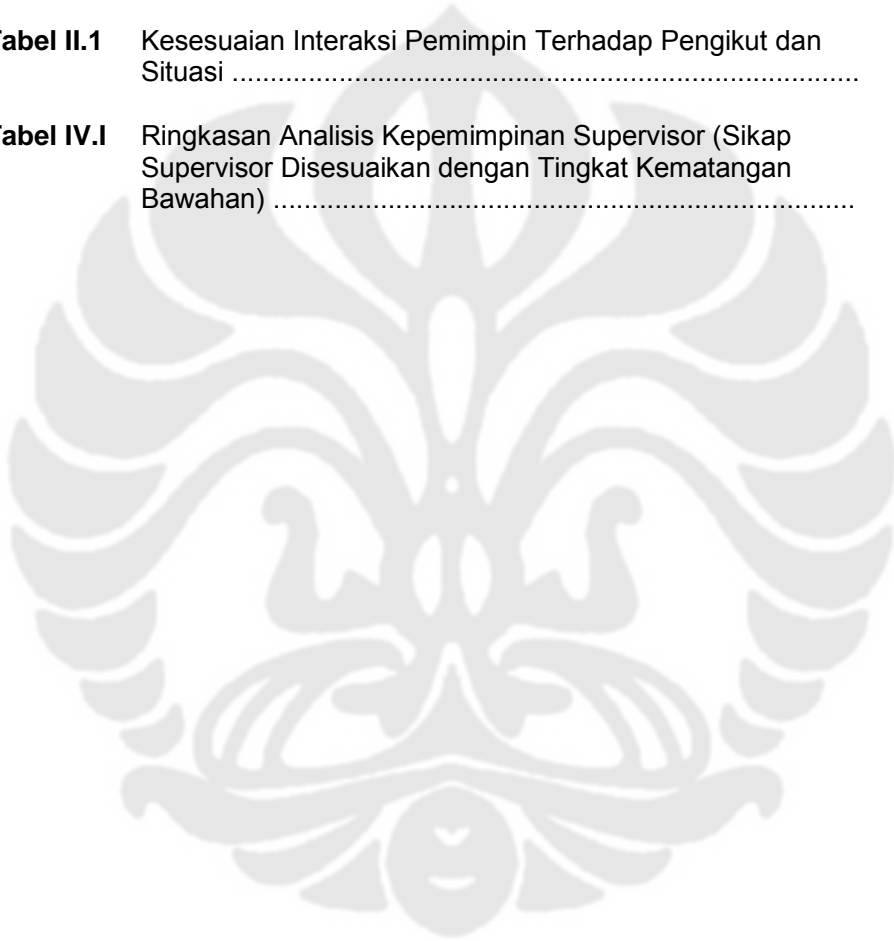 Tabel II.1 Kesesuaian Interaksi Pemimpin Terhadap Pengikut dan
Situasi ..................................................................................
Tabel IV.I Ringkasan Analisis Kepemimpinan Supervisor (Sikap
Supervisor Disesuaikan dengan Tingkat Kematangan
Bawahan) ............................................................................